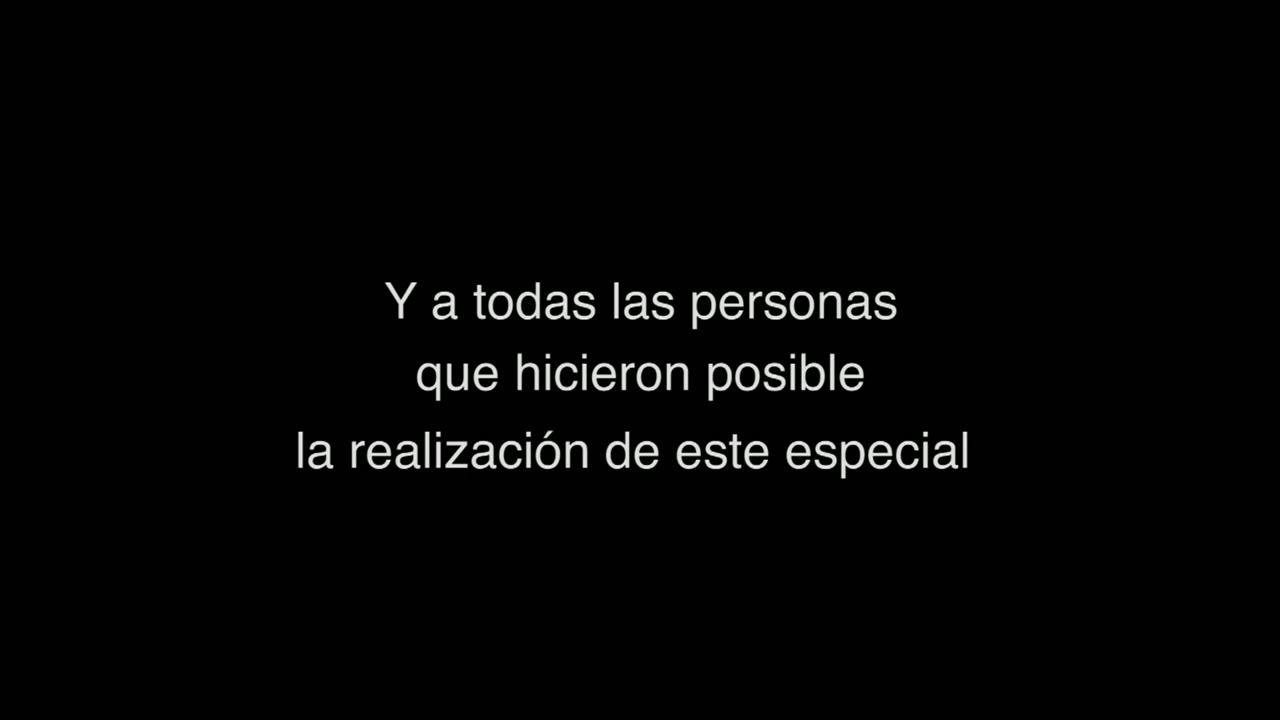 Y a todas las personas
que hicieron posible
la realización de este especial